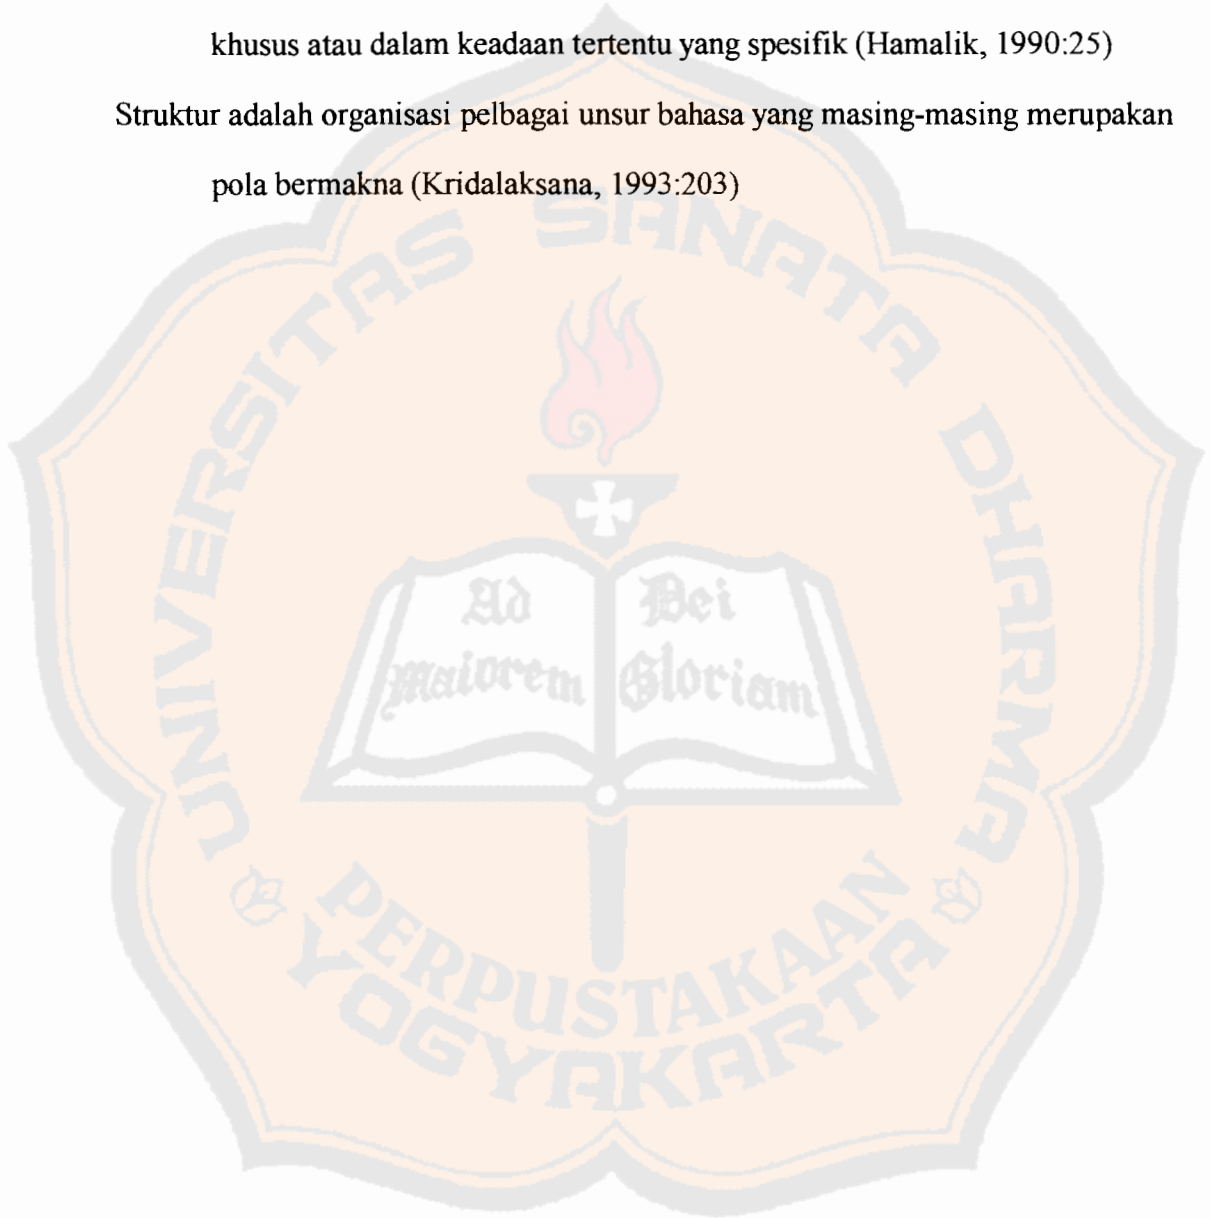 khusus atau dalam keadaan tertentu yang spesifik (Hamalik, 1990:25)
Struktur adalah organisasi pelbagai unsur bahasa yang masing-masing merupakan
pola bermakna (Kridalaksana, 1993:203)
UNIVERSITAS SANATA DHARMA
Ad
maiorem
Dei
Gloriam
PERPUSTAKAAN
YOGYAKARTA